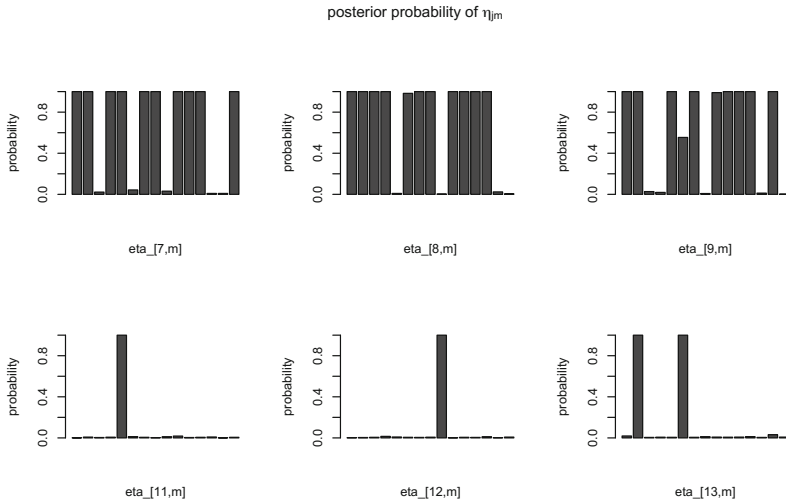 posterior probability of ηjm
probability
0.0 0.4 0.8
eta_[7,m]
probability
0.0 0.4 0.8
eta_[8,m]
probability
0.0 0.4 0.8
eta_[9,m]
probability
0.0 0.4 0.8
eta_[11,m]
probability
0.0 0.4 0.8
eta_[12,m]
probability
0.0 0.4 0.8
eta_[13,m]